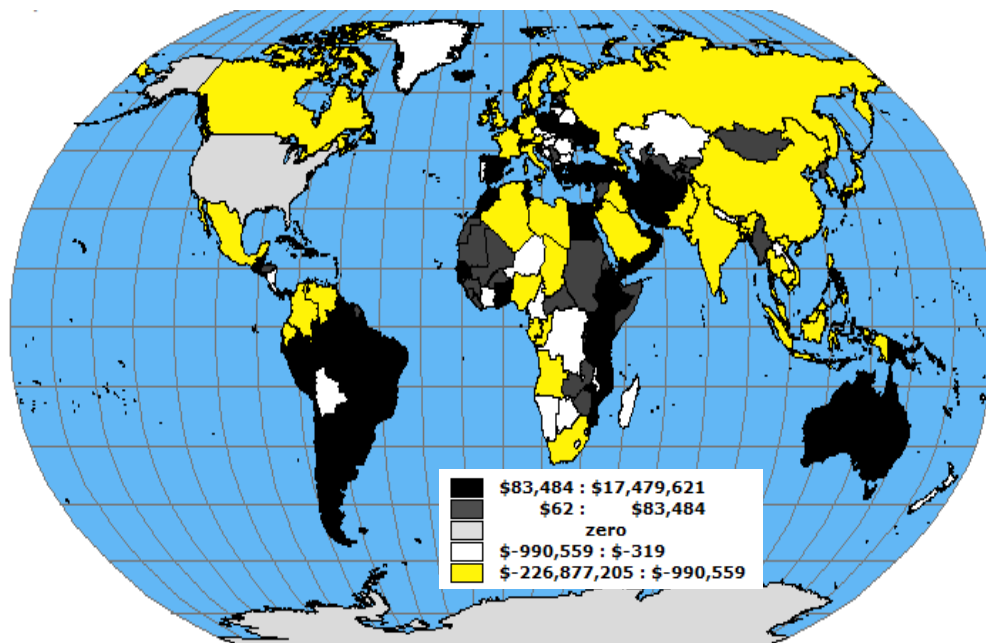 $83,484 : $17,479,621
$62 : $83,484
zero
$-990,559 : $-319
$-226,877,205 : $-990,559